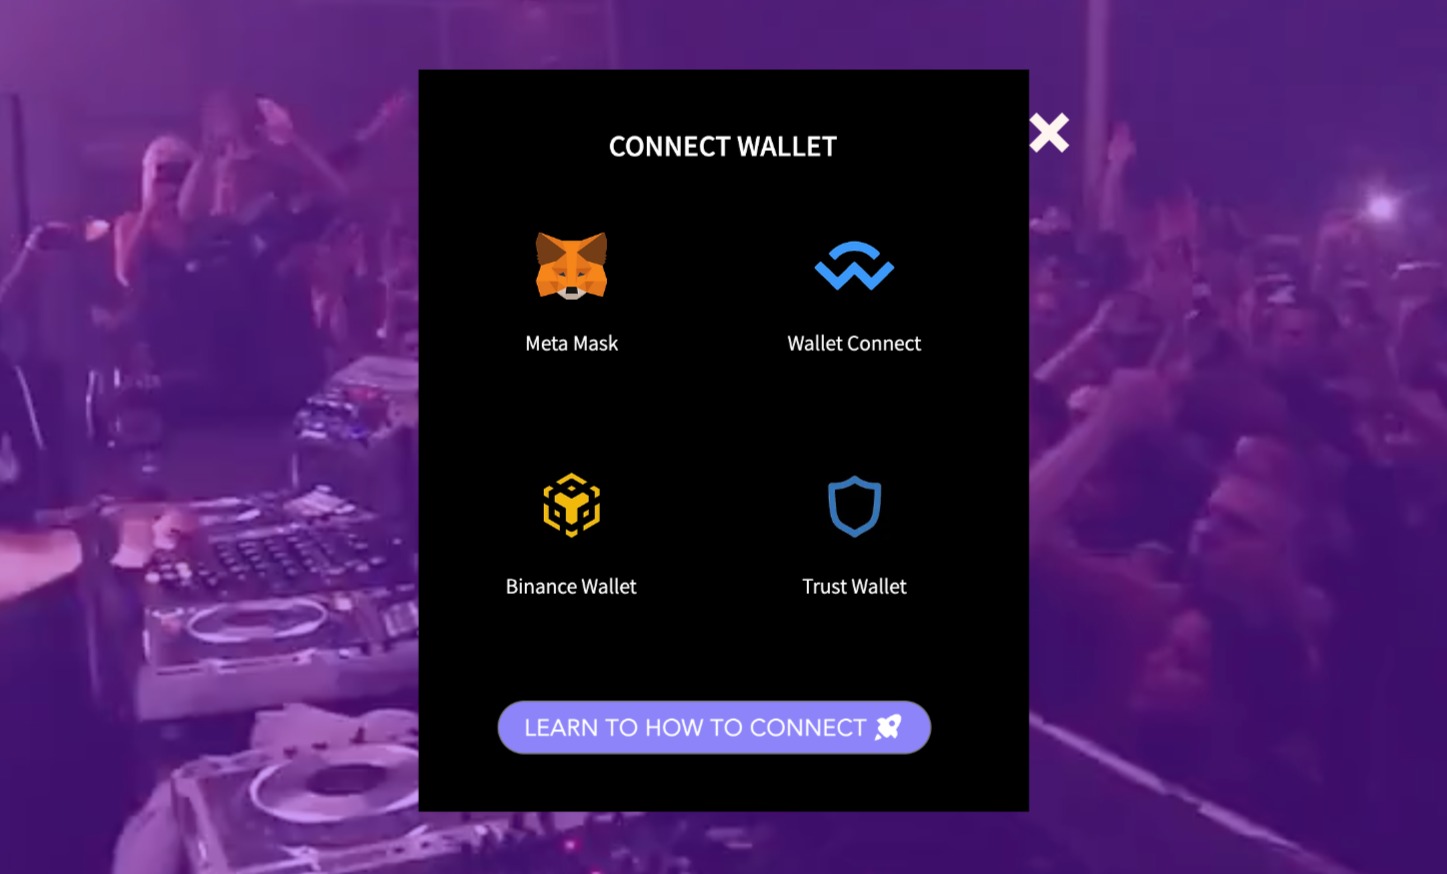 CONNECT WALLET
Meta Mask
Wallet Connect
Binance Wallet
Trust Wallet
LEARN TO HOW TO CONNECT